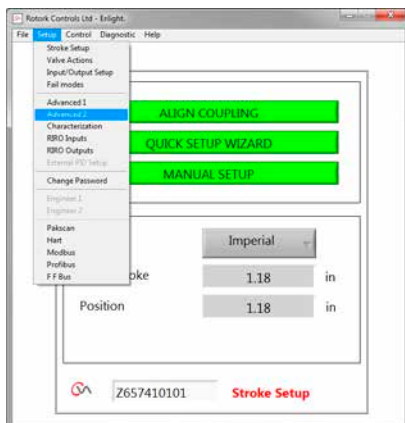 Rotork Controls Ltd - Enlight.
File Setup Control Diagnostic Help
Stroke Setup
Valve Actions
Input/Output Setup
Fail modes
Advanced 1
Advanced 2
Characterization
RIRO Inputs
RIRO Outputs
External PID Setup
Change Password
Engineer 1
Engineer 2
Pakscan
Hart
Modbus
Profibus
F F Bus
ALIGN COUPLING
QUICK SETUP WIZARD
MANUAL SETUP
Imperial
oke 1.18 in
Position 1.18 in
Z657410101 Stroke Setup